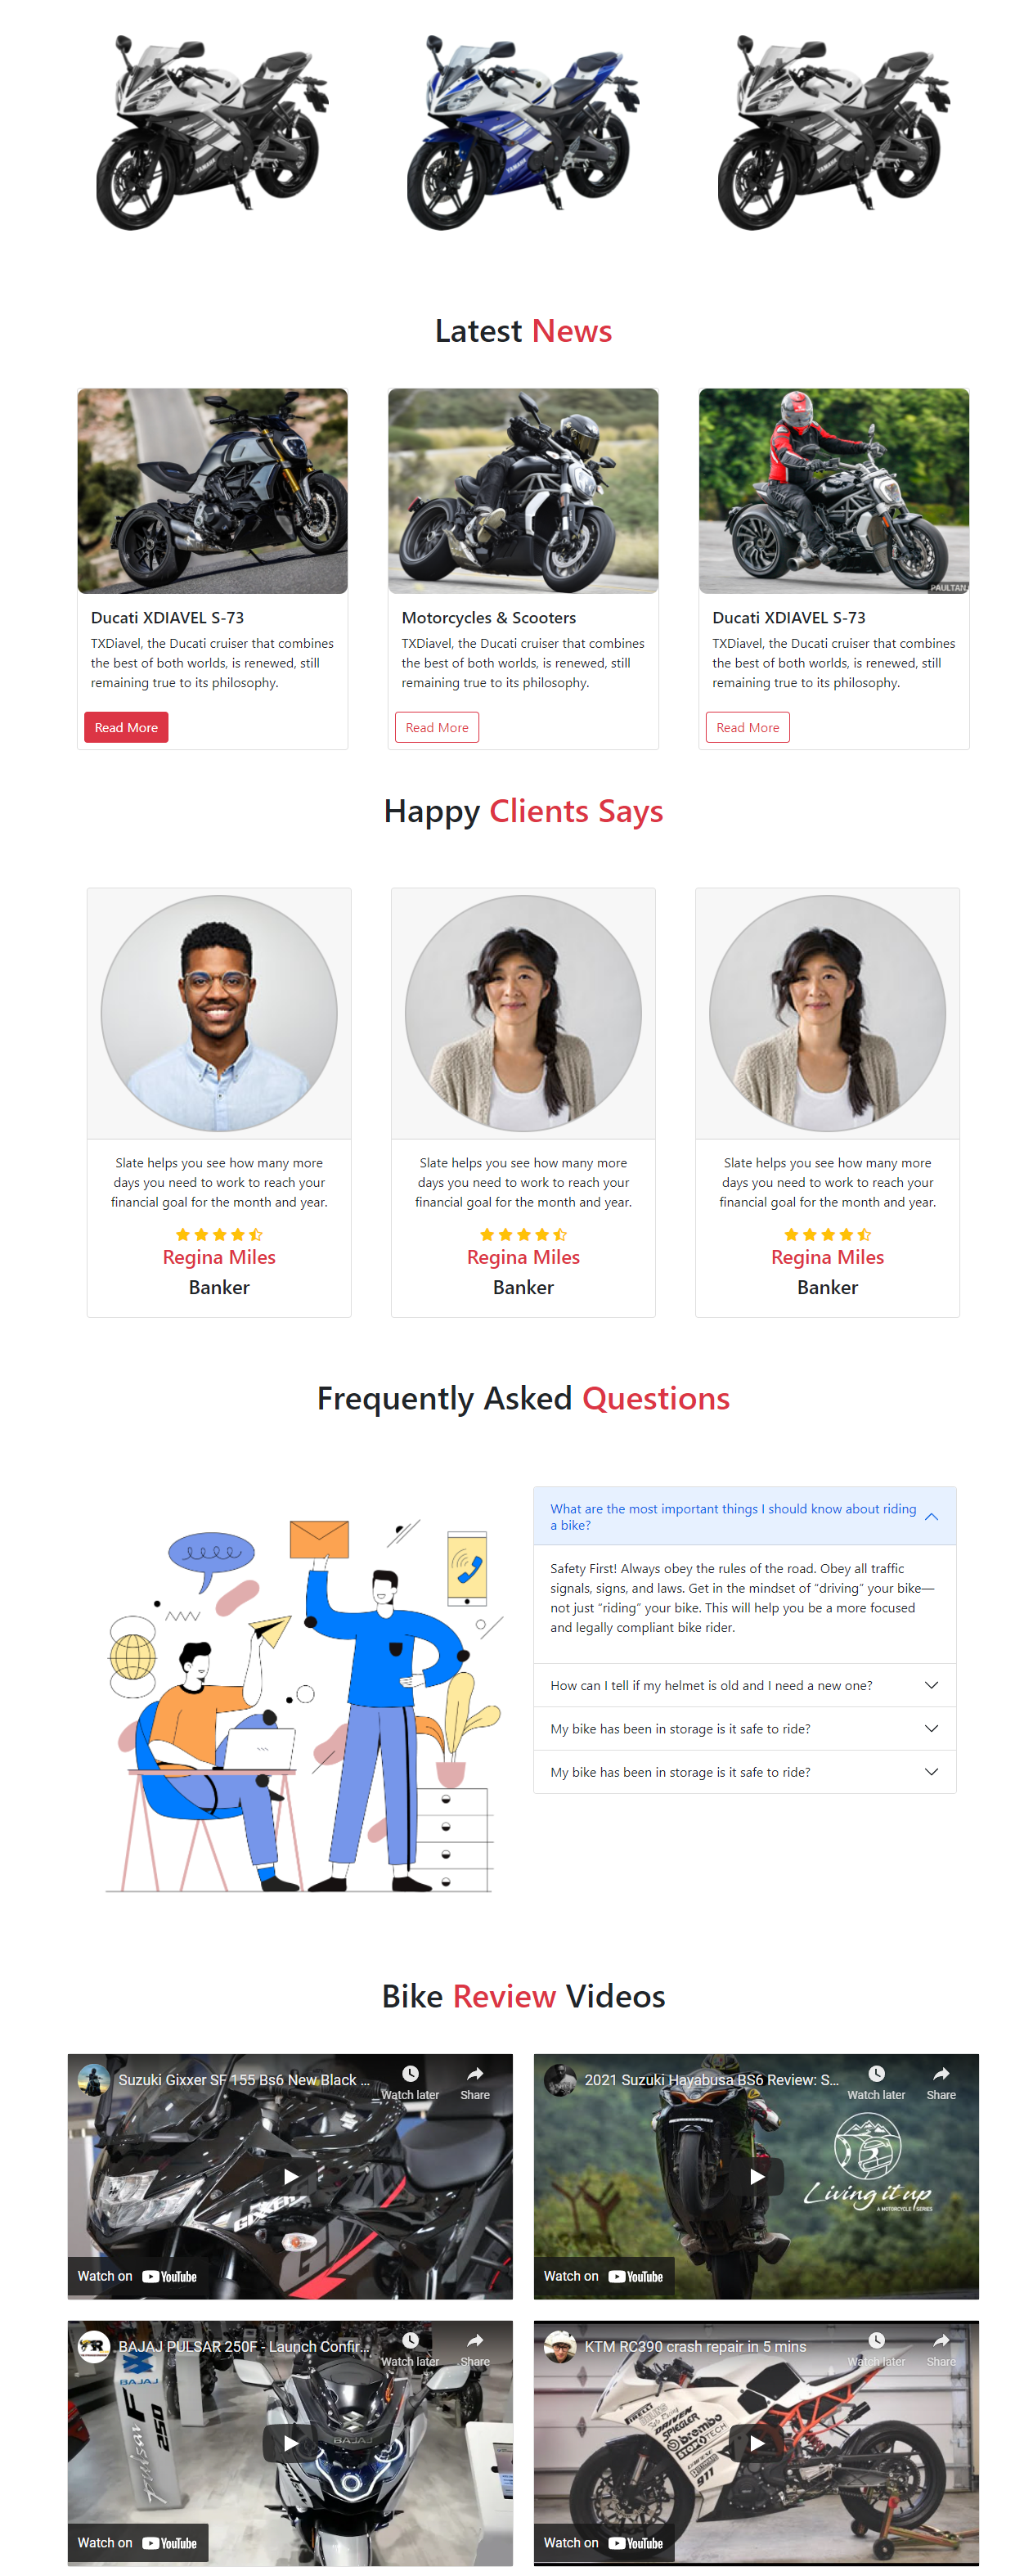 YAMAHA
YAMAHA
YAMAHA
Latest News
PAULTAN
Ducati XDIAVEL S-73
TXDiavel, the Ducati cruiser that combines
the best of both worlds, is renewed, still
remaining true to its philosophy.
Read More
Motorcycles & Scooters
TXDiavel, the Ducati cruiser that combines
the best of both worlds, is renewed, still
remaining true to its philosophy.
Read More
Ducati XDIAVEL S-73
TXDiavel, the Ducati cruiser that combines
the best of both worlds, is renewed, still
remaining true to its philosophy.
Read More
Happy Clients Says
Slate helps you see how many more
days you need to work to reach your
financial goal for the month and year.
Regina Miles
Banker
Slate helps you see how many more
days you need to work to reach your
financial goal for the month and year.
Regina Miles
Banker
Slate helps you see how many more
days you need to work to reach your
financial goal for the month and year.
Regina Miles
Banker
Frequently Asked Questions
What are the most important things I should know about riding
a bike?
Safety First! Always obey the rules of the road. Obey all traffic
signals, signs, and laws. Get in the mindset of “driving” your bike—
not just “riding” your bike. This will help you be a more focused
and legally compliant bike rider.
How can I tell if my helmet is old and I need a new one?
My bike has been in storage is it safe to ride?
My bike has been in storage is it safe to ride?
Bike Review Videos
Suzuki Gixxer SF 155 Bs6 New Black ...
Watch later
Share
GIXXER
Watch on YouTube
2021 Suzuki Hayabusa BS6 Review: S...
Watch later
Share
Living it up
A MOTORCYCLE SERIES
Watch on YouTube
BAJAJ PULSAR 250F - Launch Confir...
Watch later
Share
BAJAJ
F250
BAJAJ
Watch on YouTube
KTM RC390 crash repair in 5 mins
Watch later
Share
PIRELLI
DRIVEN
SPIEGLER
brembo
911
Watch on YouTube